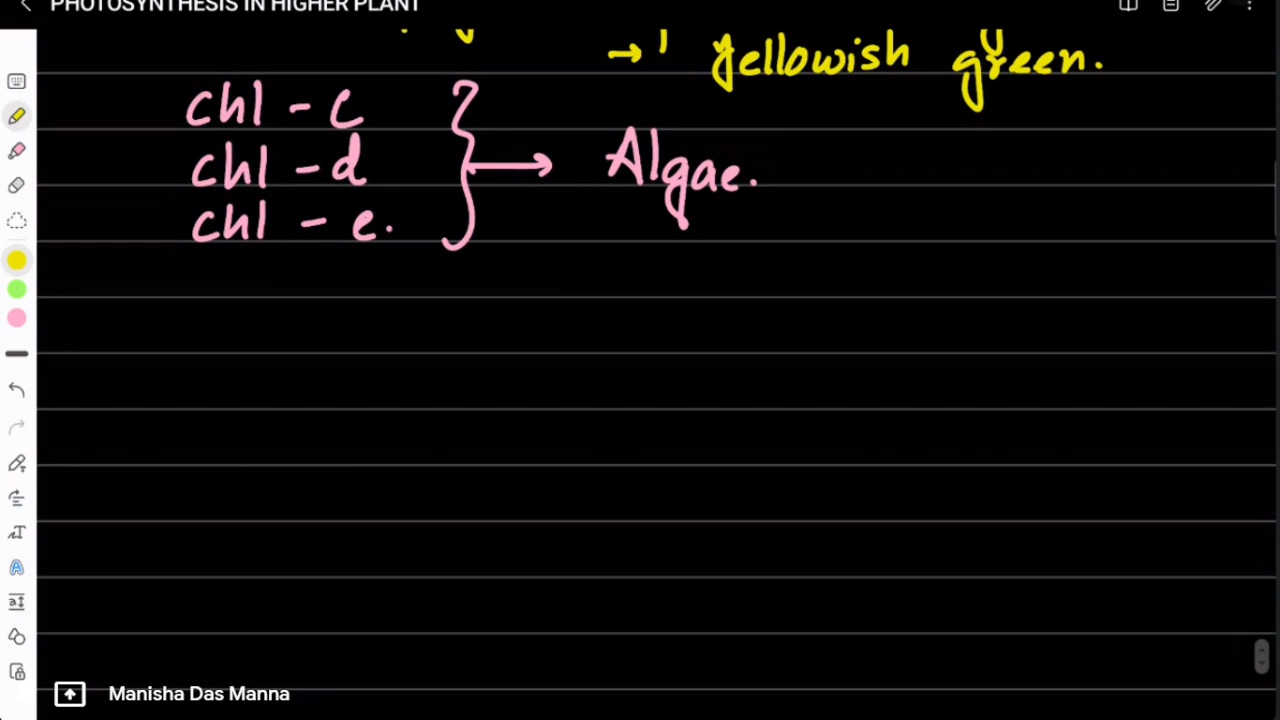 PHOTOSYNTHESIS IN HIGHER PLANT
→ yellowish green.
chl - c
chl - d → Algae.
chl - e.
Manisha Das Manna